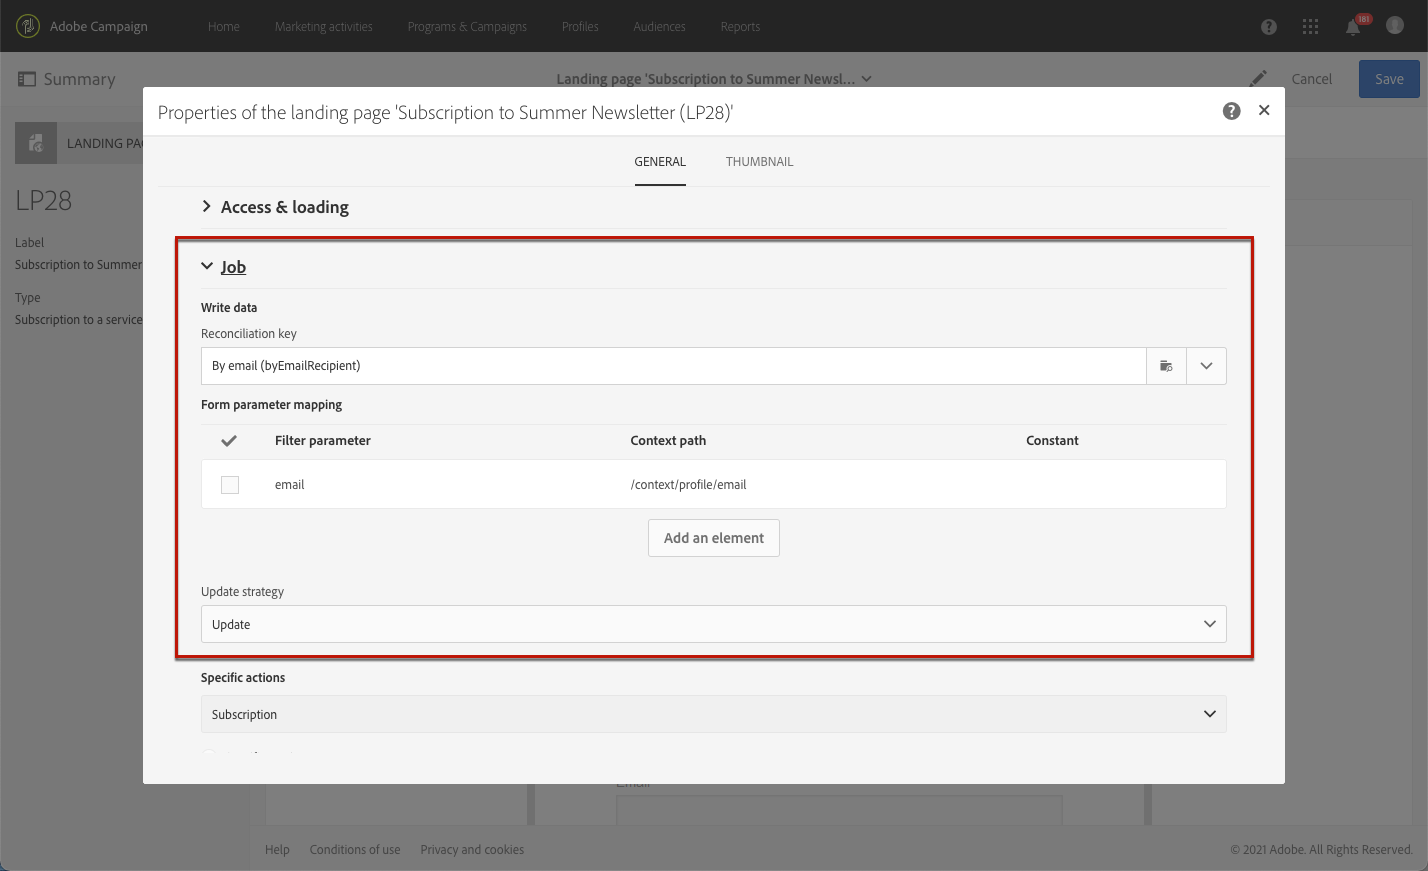 Adobe Campaign Home Marketing activities Programs & Campaigns Profiles Audiences Reports 181
Summary Landing page 'Subscription to Summer Newsl... Cancel Save
Properties of the landing page 'Subscription to Summer Newsletter (LP28)'
GENERAL THUMBNAIL
LANDING PA
LP28
Label
Subscription to Summer
Type
Subscription to a service
Access & loading
Job
Write data
Reconciliation key
By email (byEmailRecipient)
Form parameter mapping
Filter parameter Context path Constant
email /context/profile/email
Add an element
Update strategy
Update
Specific actions
Subscription
Email
Help Conditions of use Privacy and cookies © 2021 Adobe. All Rights Reserved.